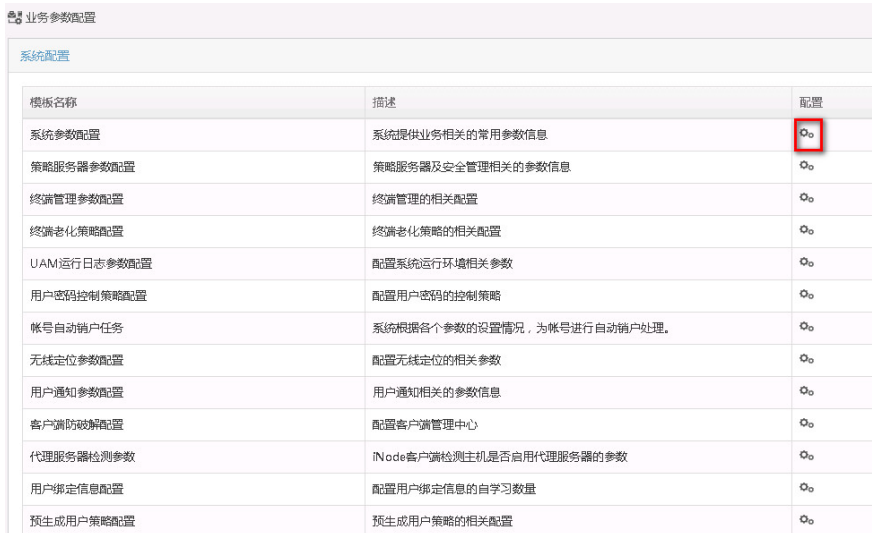 业务参数配置
系统配置
模板名称 描述 配置
系统参数配置 系统提供业务相关的常用参数信息
策略服务器参数配置 策略服务器及安全管理相关的参数信息
终端管理参数配置 终端管理的相关配置
终端老化策略配置 终端老化策略的相关配置
UAM运行日志参数配置 配置系统运行环境相关参数
用户密码控制策略配置 配置用户密码的控制策略
帐号自动销户任务 系统根据各个参数的设置情况，为帐号进行自动销户处理。
无线定位参数配置 配置无线定位的相关参数
用户通知参数配置 用户通知相关的参数信息
客户端防破解配置 配置客户端管理中心
代理服务器检测参数 iNode客户端检测主机是否启用代理服务器的参数
用户绑定信息配置 配置用户绑定信息的自学习数量
预生成用户策略配置 预生成用户策略的相关配置